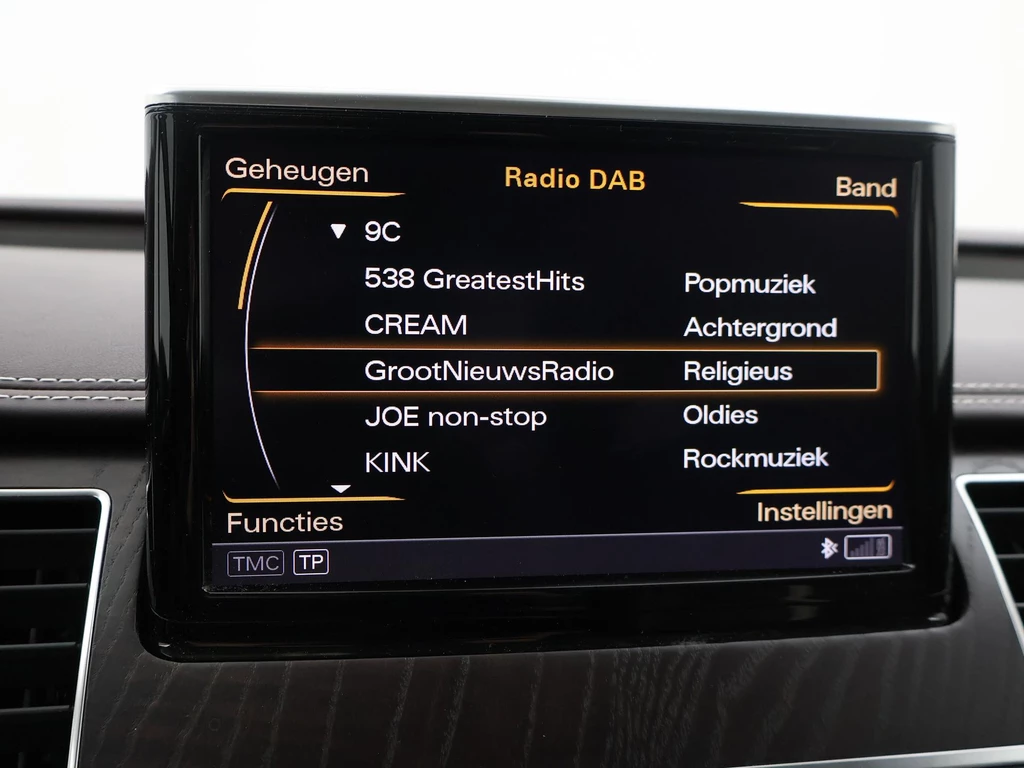 Geheugen Radio DAB Band
9C
538 GreatestHits Popmuziek
CREAM Achtergrond
GrootNieuwsRadio Religieus
JOE non-stop Oldies
KINK Rockmuziek
Functies Instellingen
TMC TP